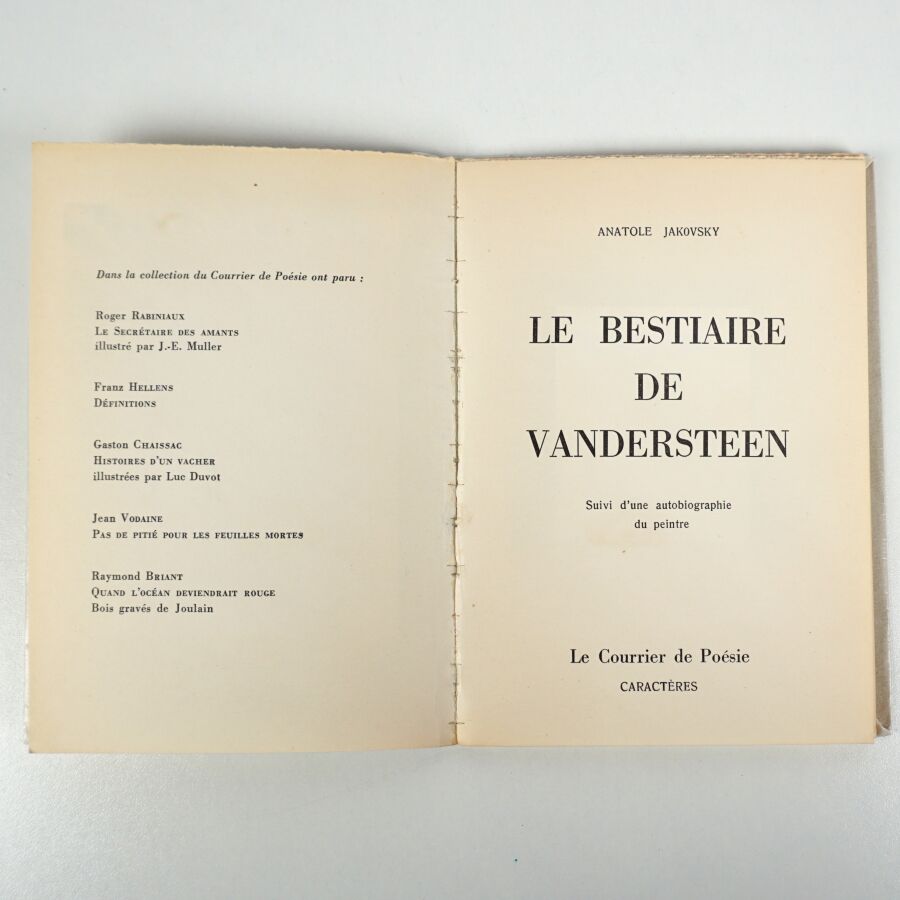 Dans la collection du Courrier de Poésie ont paru :
Roger RABINIAUX
LE SECRÉTAIRE DES AMANTS
illustré par J.-E. Muller
Franz HELLENS
DÉFINITIONS
Gaston CHAISSAC
HISTOIRES D'UN VACHER
illustrées par Luc Duvot
Jean VODAINE
PAS DE PITIÉ POUR LES FEUILLES MORTES
Raymond BRIANT
QUAND L'OCÉAN DEVIENDRAIT ROUGE
Bois gravés de Joulain
ANATOLE JAKOVSKY
LE BESTIAIRE
DE
VANDERSTEEN
Suivi d'une autobiographie
du peintre
Le Courrier de Poésie
CARACTÈRES